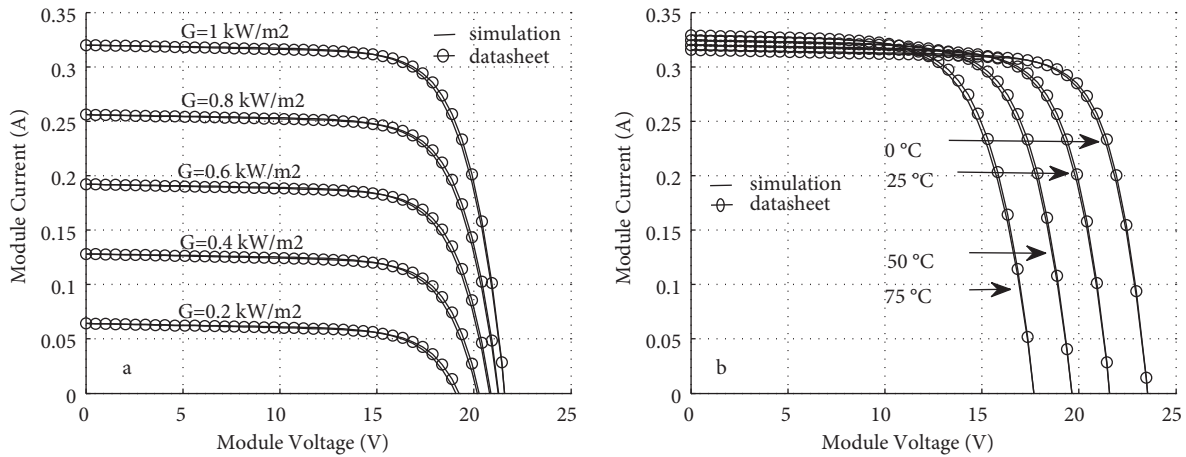 0.35
G=1 kW/m2
simulation
datasheet
0.3
G=0.8 kW/m2
0.25
G=0.6 kW/m2
0.2
0.15
G=0.4 kW/m2
0.1
G=0.2 kW/m2
0.05
a
0
0
5
10
15
20
25
Module Voltage (V)
Module Current (A)
0.35
0.3
0.25
0 ºC
0.2
25 ºC
simulation
datasheet
0.15
50 ºC
0.1
75 ºC
0.05
b
0
0
5
10
15
20
25
Module Voltage (V)
Module Current (A)